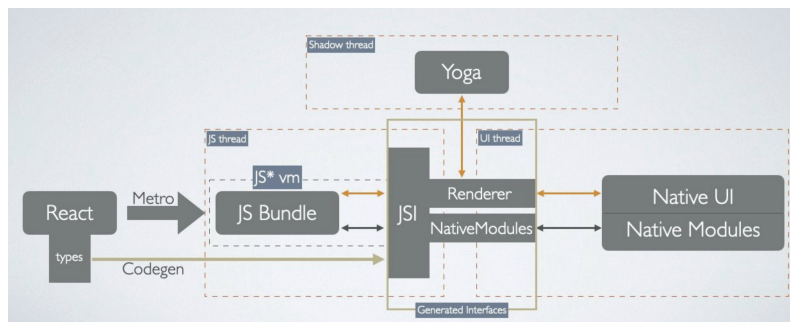 Shadow thread
Yoga
JS thread
UI thread
JS* vm
React
Metro
JS Bundle
JSI
Renderer
Native UI
NativeModules
Native Modules
types
Codegen
Generated Interfaces